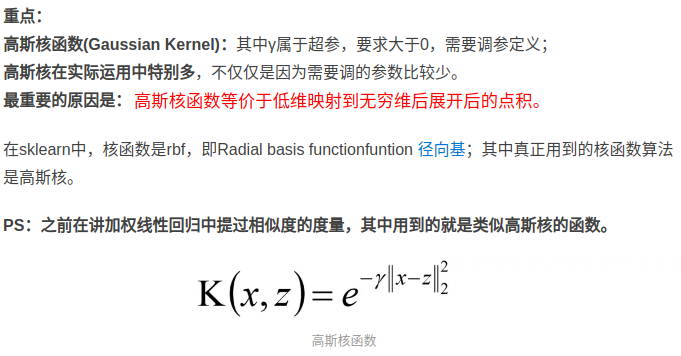 重点：
高斯核函数(Gaussian Kernel)：其中γ属于超参，要求大于0，需要调参定义；
高斯核在实际运用中特别多，不仅仅是因为需要调的参数比较少。
最重要的原因是： 高斯核函数等价于低维映射到无穷维后展开后的点积。
在sklearn中，核函数是rbf，即Radial basis functionfuntion 径向基；其中真正用到的核函数算法
是高斯核。
PS：之前在讲加权线性回归中提过相似度的度量，其中用到的就是类似高斯核的函数。
K(x,z)=e^{-γ‖x-z‖_2^2}
高斯核函数